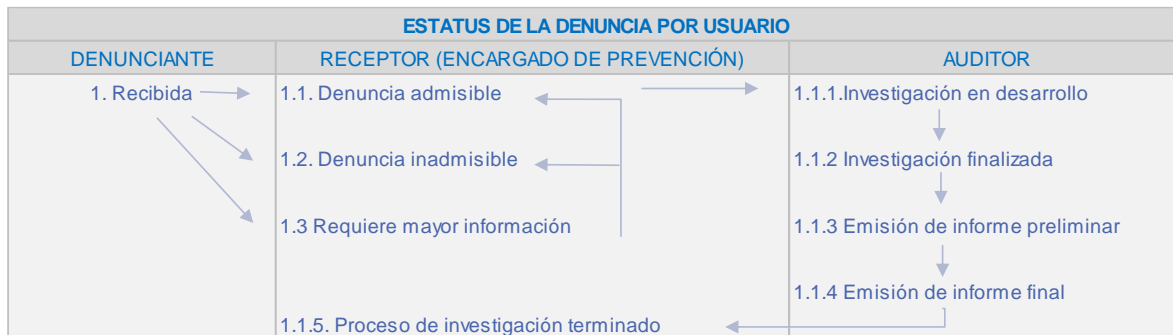 ESTATUS DE LA DENUNCIA POR USUARIO
DENUNCIANTE
RECEPTOR (ENCARGADO DE PREVENCIÓN)
AUDITOR
1. Recibida
1.1. Denuncia admisible
1.1.1.Investigación en desarrollo
1.2. Denuncia inadmisible
1.1.2 Investigación finalizada
1.3 Requiere mayor información
1.1.3 Emisión de informe preliminar
1.1.4 Emisión de informe final
1.1.5. Proceso de investigación terminado